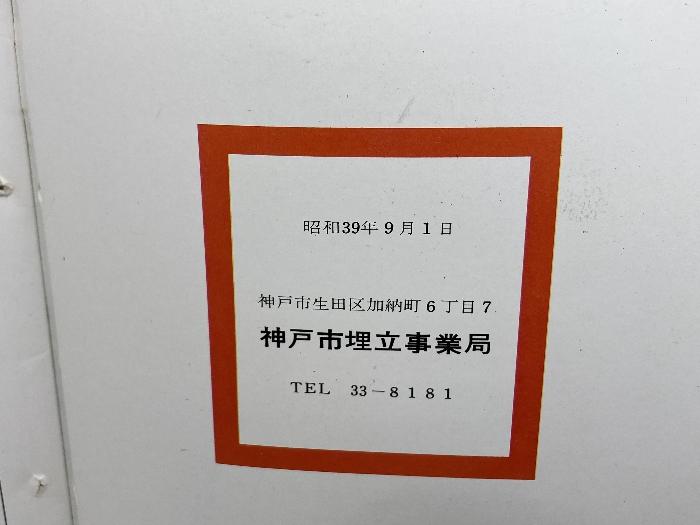 昭和39年9月1日
神戸市生田区加納町6丁目7
神戸市埋立事業局
TEL 33－8181